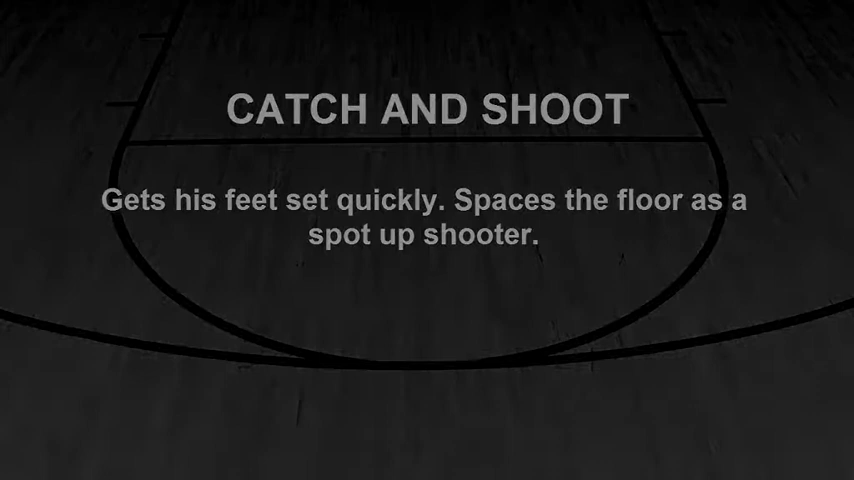 CATCH AND SHOOT
Gets his feet set quickly. Spaces the floor as a
spot up shooter.